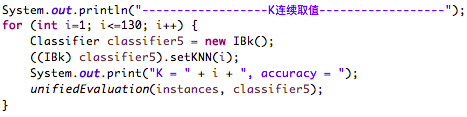 System.out.println("------------------K连续取值------------------");
for (int i=1; i<=130; i++) {
Classifier classifier5 = new IBk();
((IBk) classifier5).setKNN(i);
System.out.print("K = " + i + ", accuracy = ");
unifiedEvaluation(instances, classifier5);
}